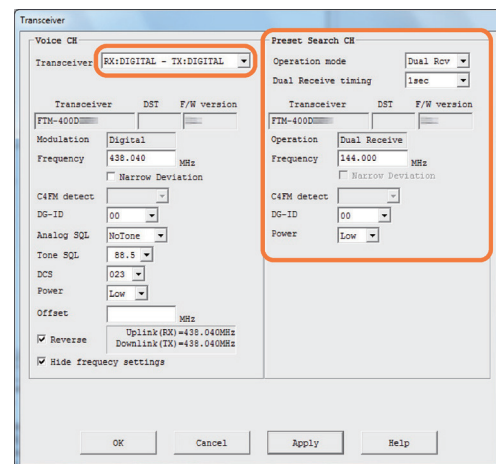 Transceiver
Voice CH
Transceiver RX:DIGITAL - TX:DIGITAL
Transceiver DST F/W version
FTM-400D
Modulation Digital
Frequency 438.040 MHz
Narrow Deviation
C4FM detect
DG-ID 00
Analog SQL NoTone
Tone SQL 88.5
DCS 023
Power Low
Offset MHz
Reverse Uplink(RX)=438.040MHz
Downlink(TX)=438.040MHz
Hide frequecy settings
Preset Search CH
Operation mode Dual Rcv
Dual Receive timing 1sec
Transceiver DST F/W version
FTM-400D
Operation Dual Receive
Frequency 144.000 MHz
Narrow Deviation
C4FM detect
DG-ID 00
Power Low
OK Cancel Apply Help